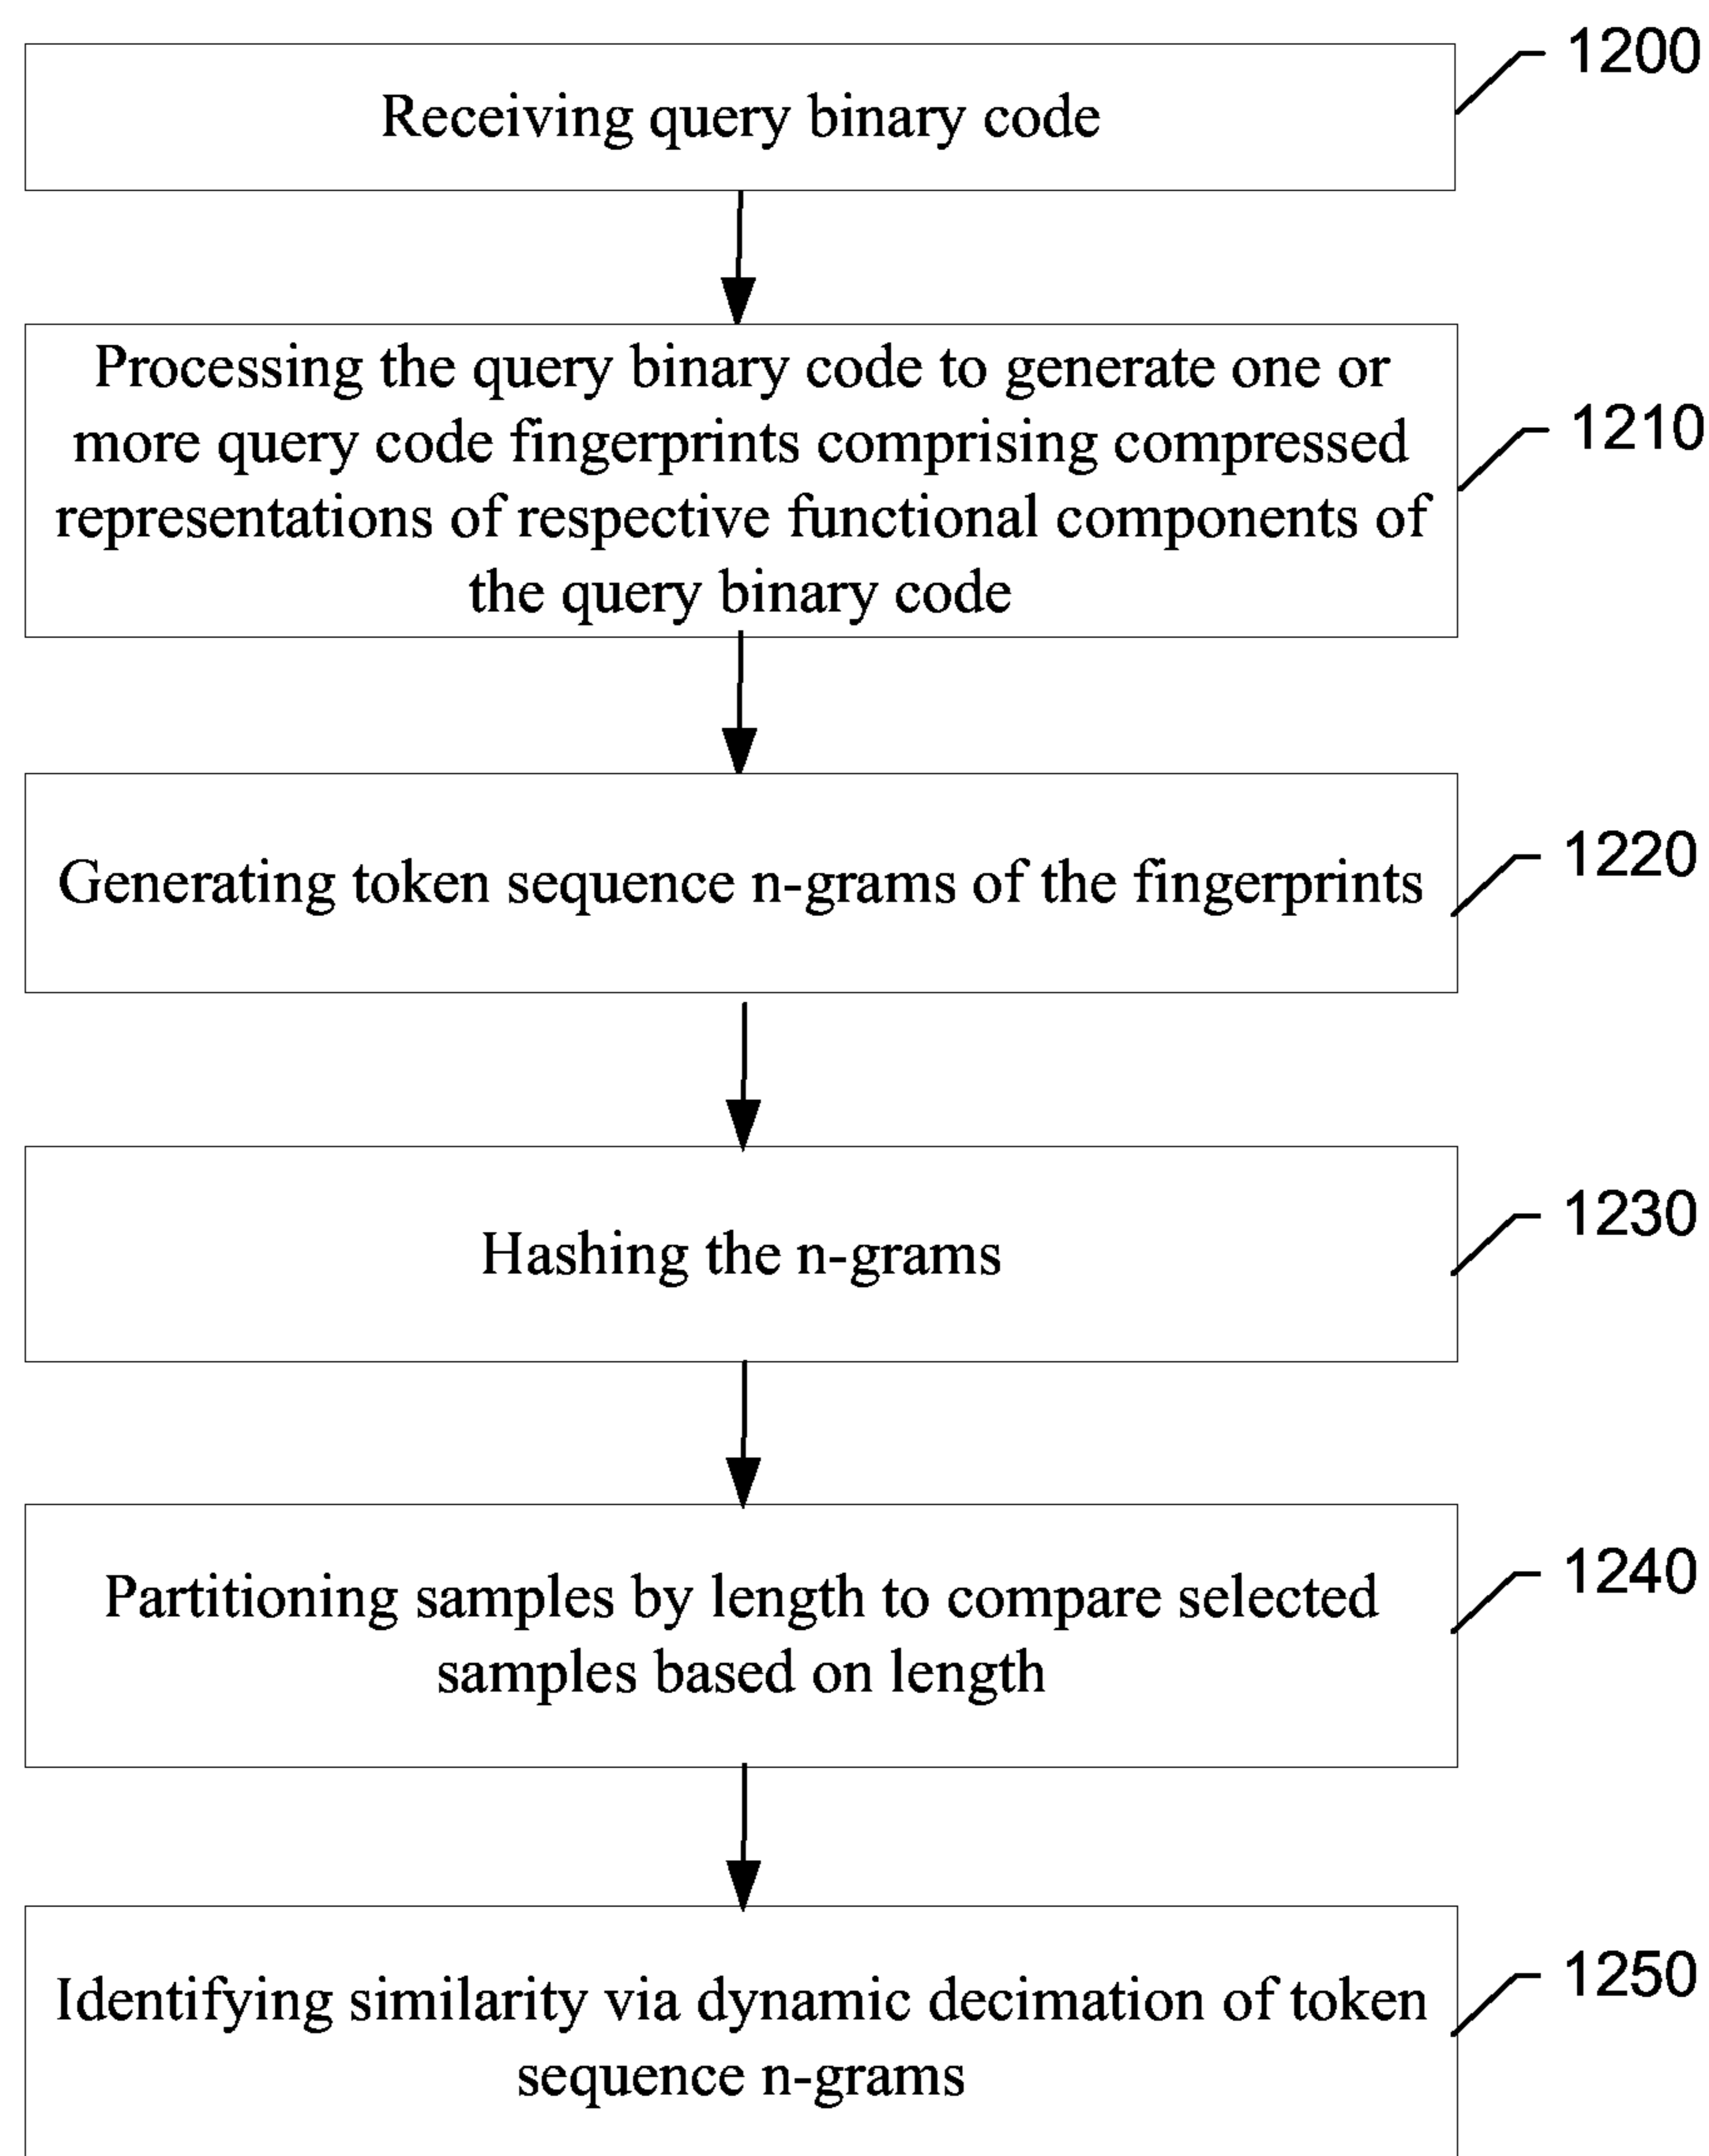 1200
Receiving query binary code
Processing the query binary code to generate one or
more query code fingerprints comprising compressed
representations of respective functional components of
the query binary code
1210
Generating token sequence n-grams of the fingerprints
1220
Hashing the n-grams
1230
Partitioning samples by length to compare selected
samples based on length
1240
Identifying similarity via dynamic decimation of token
sequence n-grams
1250